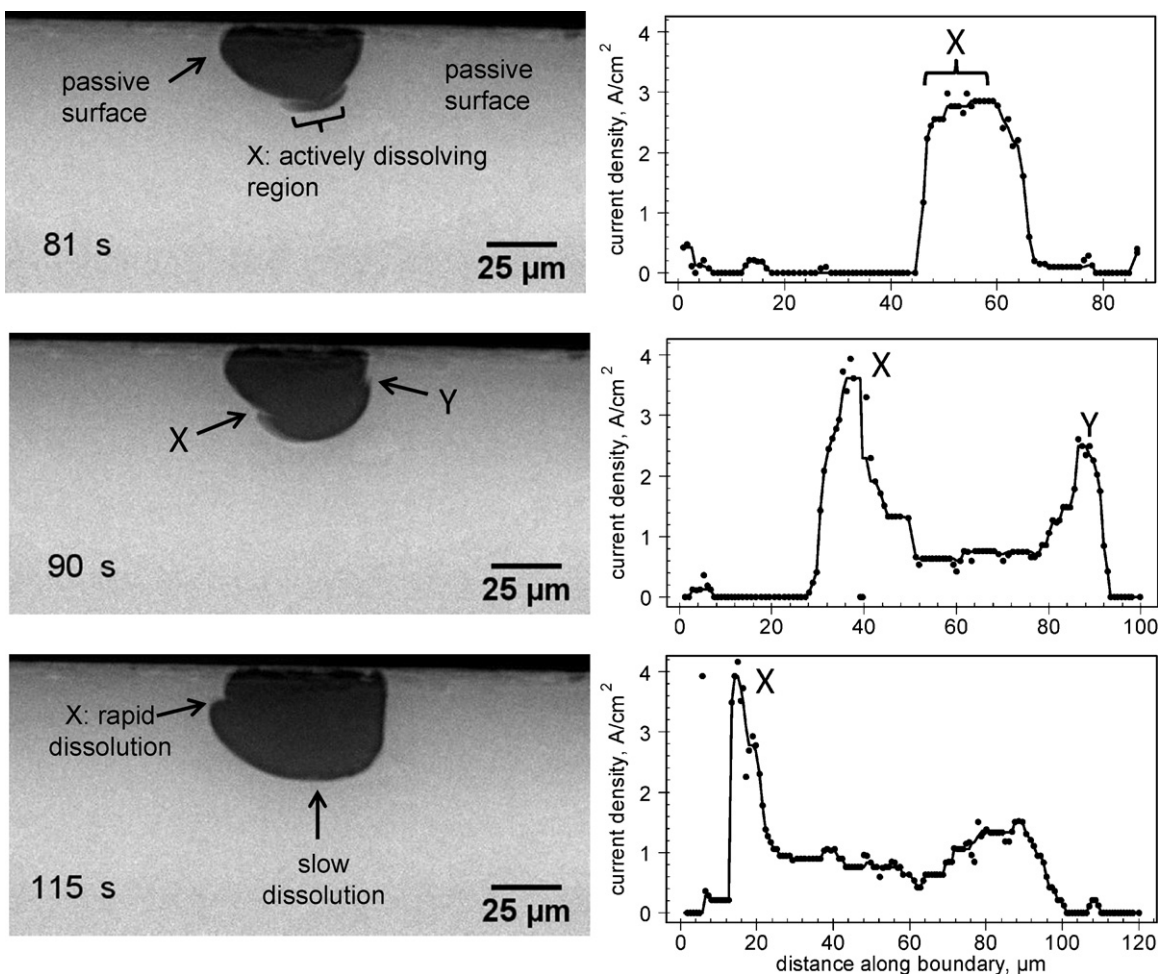 passive
surface
passive
surface
X: actively dissolving
region
81 s
25 µm
X
current density, A/cm²
4
3
2
1
0
0 20 40 60 80
X
Y
90 s
25 µm
X
Y
current density, A/cm²
4
3
2
1
0
0 20 40 60 80 100
X: rapid
dissolution
slow
dissolution
115 s
25 µm
X
current density, A/cm²
4
3
2
1
0
0 20 40 60 80 100 120
distance along boundary, µm